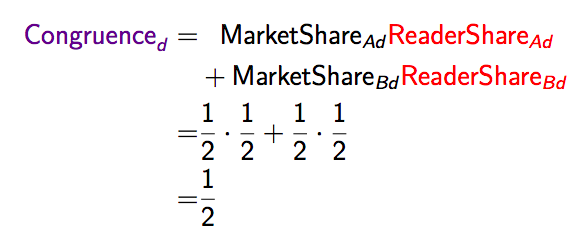 Congruence_d = MarketShare_Ad ReaderShare_Ad
+ MarketShare_Bd ReaderShare_Bd
= 1/2 · 1/2 + 1/2 · 1/2
= 1/2